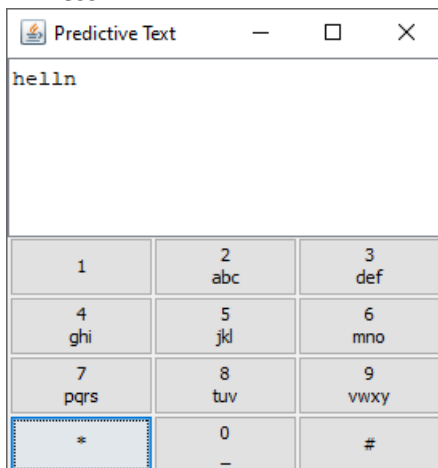 Predictive Text
helln
1 2 3
abc def
4 5 6
ghi jkl mno
7 8 9
pqrs tuv vwxy
* 0 #
_